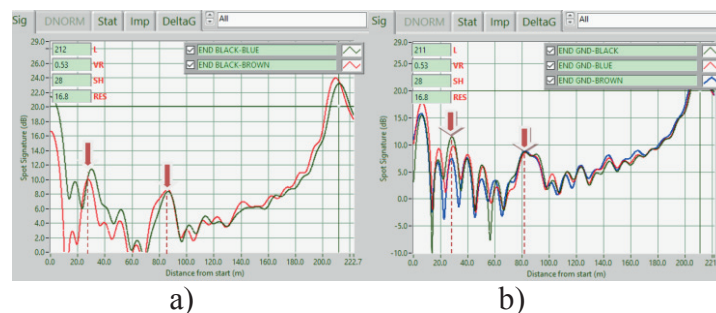 Sig DNORM Stat Imp DeltaG All
29.0
26.0
24.0
22.0
20.0
18.0
16.0
14.0
12.0
10.0
8.0
6.0
4.0
2.0
0.0
Spot Signature (dB)
212 L
0.53 VR
28 SH
16.8 RES
END BLACK-BLUE
END BLACK-BROWN
0.0 20.0 40.0 60.0 80.0 100.0 120.0 140.0 160.0 180.0 200.0 222.7
Distance from start (m)
a)
Sig DNORM Stat Imp DeltaG All
29.0
25.0
20.0
15.0
10.0
5.0
0.0
-5.0
-10.0
Spot Signature (dB)
211 L
0.53 VR
28 SH
16.8 RES
END GND-BLACK
END GND-BLUE
END GND-BROWN
0.0 20.0 40.0 60.0 80.0 100.0 120.0 140.0 160.0 180.0 200.0
Distance from start (m)
b)